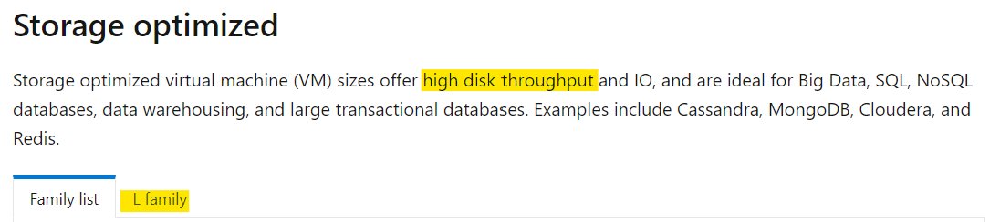 Storage optimized
Storage optimized virtual machine (VM) sizes offer high disk throughput and IO, and are ideal for Big Data, SQL, NoSQL
databases, data warehousing, and large transactional databases. Examples include Cassandra, MongoDB, Cloudera, and
Redis.
Family list L family